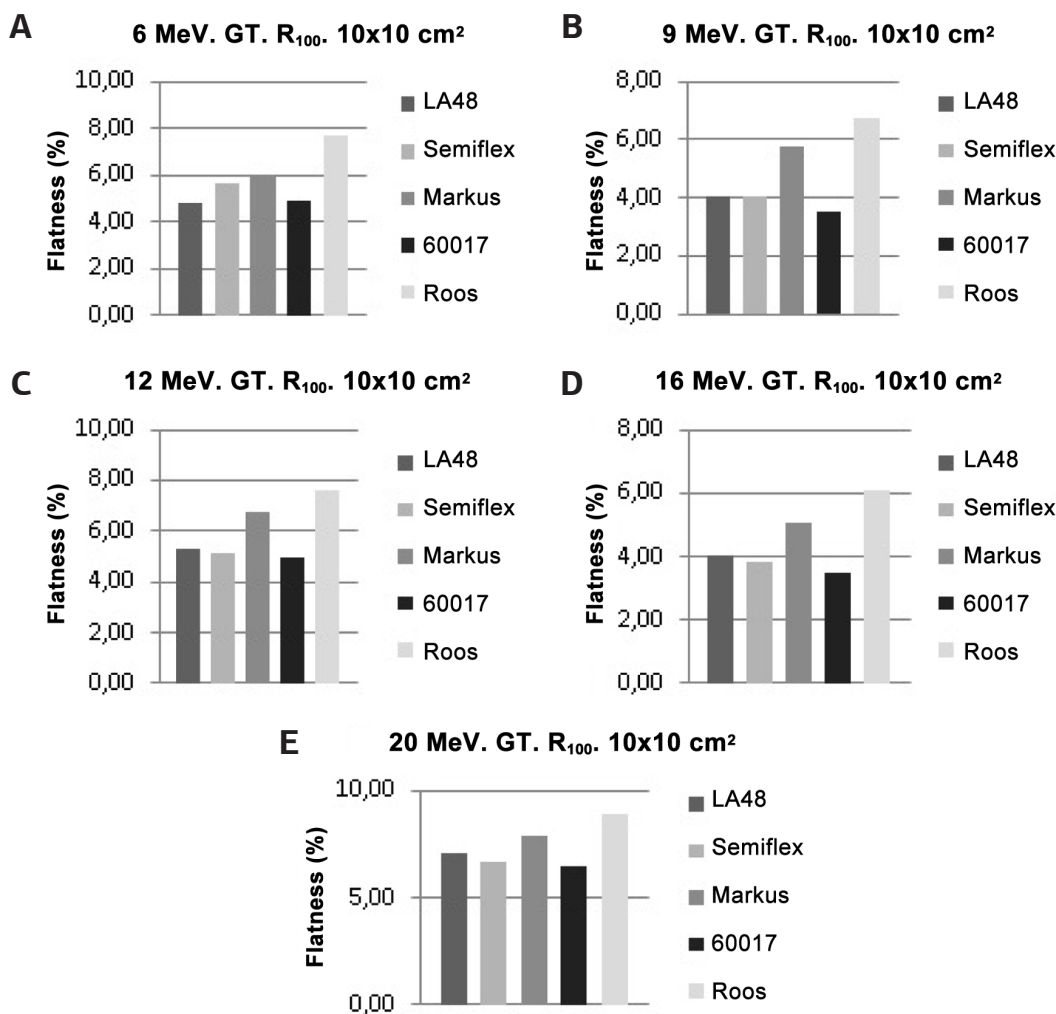 A
6 MeV. GT. R₁₀₀. 10x10 cm²
Flatness (%)
10,00
8,00
6,00
4,00
2,00
0,00
LA48
Semiflex
Markus
60017
Roos
B
9 MeV. GT. R₁₀₀. 10x10 cm²
Flatness (%)
8,00
6,00
4,00
2,00
0,00
LA48
Semiflex
Markus
60017
Roos
C
12 MeV. GT. R₁₀₀. 10x10 cm²
Flatness (%)
10,00
8,00
6,00
4,00
2,00
0,00
LA48
Semiflex
Markus
60017
Roos
D
16 MeV. GT. R₁₀₀. 10x10 cm²
Flatness (%)
8,00
6,00
4,00
2,00
0,00
LA48
Semiflex
Markus
60017
Roos
E
20 MeV. GT. R₁₀₀. 10x10 cm²
Flatness (%)
10,00
5,00
0,00
LA48
Semiflex
Markus
60017
Roos